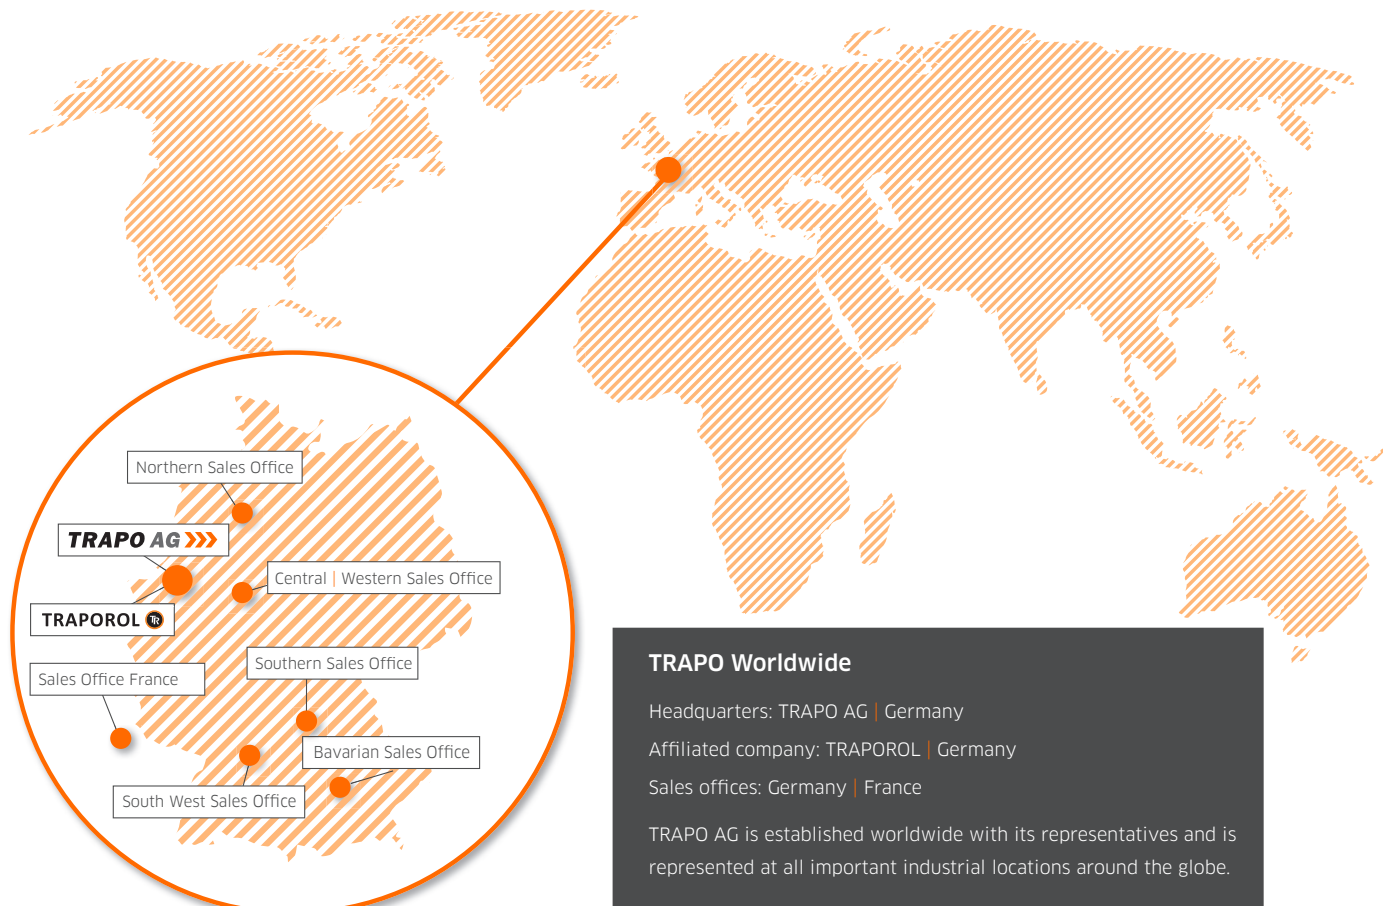 Northern Sales Office
TRAPO AG
Central | Western Sales Office
TRAPOROL TR
Southern Sales Office
Sales Office France
Bavarian Sales Office
South West Sales Office
TRAPO Worldwide
Headquarters: TRAPO AG | Germany
Affiliated company: TRAPOROL | Germany
Sales offices: Germany | France
TRAPO AG is established worldwide with its representatives and is
represented at all important industrial locations around the globe.